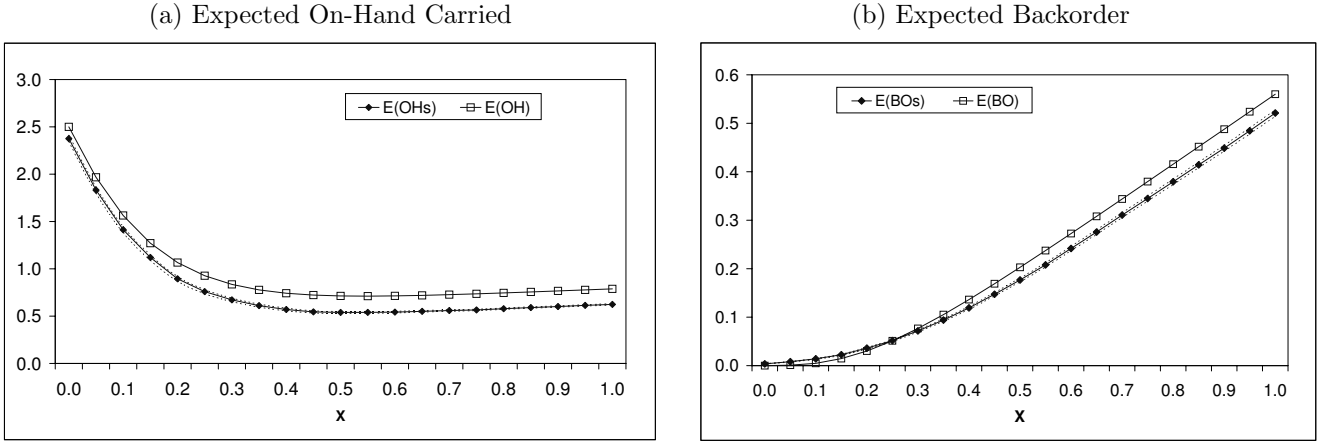 (a) Expected On-Hand Carried
3.0
2.5
2.0
1.5
1.0
0.5
0.0
E(OHs) E(OH)
0.0 0.1 0.2 0.3 0.4 0.5 0.6 0.7 0.8 0.9 1.0
X
(b) Expected Backorder
0.6
0.5
0.4
0.3
0.2
0.1
0.0
E(BOs) E(BO)
0.0 0.1 0.2 0.3 0.4 0.5 0.6 0.7 0.8 0.9 1.0
X